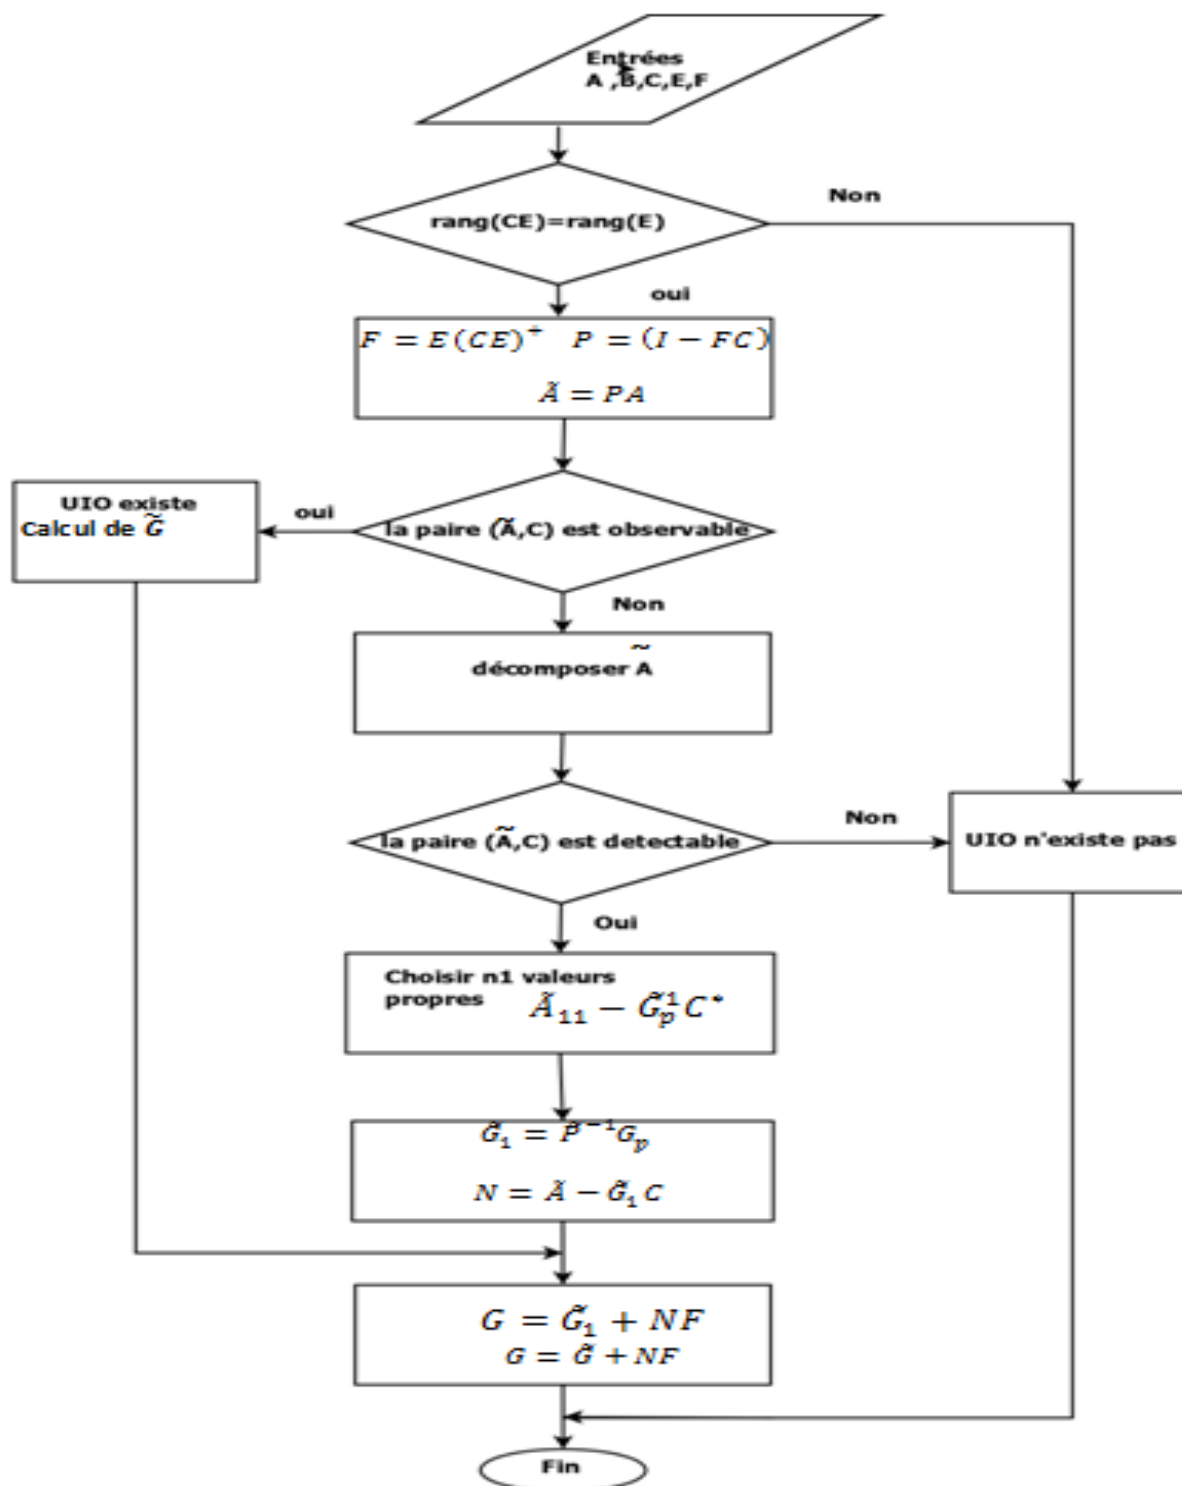 Entrées
A ,B,C,E,F
rang(CE)=rang(E)
Non
oui
F = E(CE)⁺ P = (I − FC)
Ã = PA
la paire (Ã,C) est observable
oui
UIO existe
Calcul de G̃
Non
décomposer Ã
la paire (Ã,C) est detectable
Non
UIO n'existe pas
Oui
Choisir n1 valeurs
propres Ã₁₁ − G̃ₚ¹C*
G̃₁ = P̃⁻¹Gₚ
N = Ã − G̃₁C
G = G̃₁ + NF
G = G̃ + NF
Fin